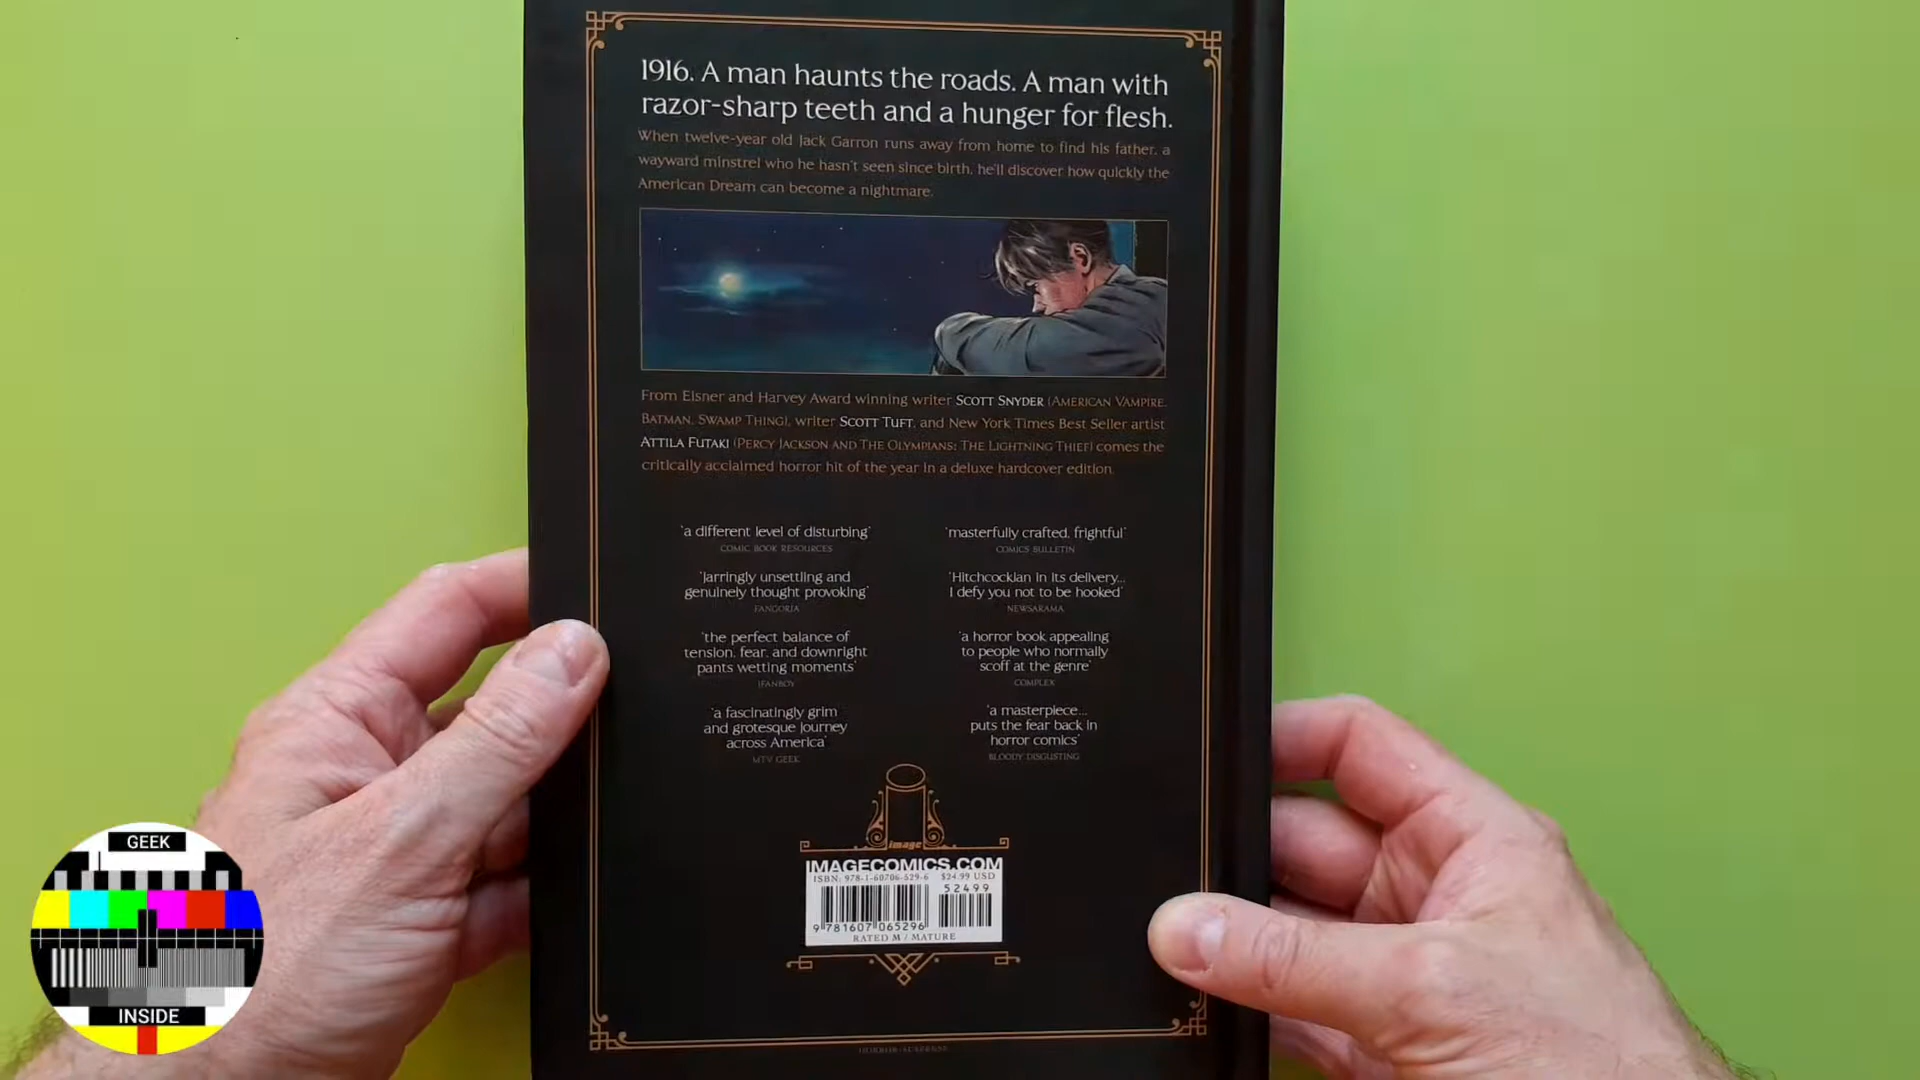 1916. A man haunts the roads. A man with
razor-sharp teeth and a hunger for flesh.
When twelve-year old Jack Garron runs away from home to find his father, a
wayward minstrel who he hasn't seen since birth, he'll discover how quickly the
American Dream can become a nightmare.
From Eisner and Harvey Award winning writer SCOTT SNYDER (AMERICAN VAMPIRE,
BATMAN, SWAMP THING), writer SCOTT TUFT, and New York Times Best Seller artist
ATTILA FUTAKI (PERCY JACKSON AND THE OLYMPIANS: THE LIGHTNING THIEF) comes the
critically acclaimed horror hit of the year in a deluxe hardcover edition.
'a different level of disturbing'
COMIC BOOK RESOURCES
'Jarringly unsettling and
genuinely thought provoking'
FANGORIA
'the perfect balance of
tension, fear, and downright
pants wetting moments'
IFANBOY
'a fascinatingly grim
and grotesque journey
across America'
MTV GEEK
'masterfully crafted, frightful'
COMICS BULLETIN
'Hitchcockian in its delivery...
I defy you not to be hooked'
NEWSARAMA
'a horror book appealing
to people who normally
scoff at the genre'
COMPLEX
'a masterpiece...
puts the fear back in
horror comics'
BLOODY DISGUSTING
image
IMAGECOMICS.COM
ISBN: 978-1-60706-529-6 $24.99 USD
52499
9 781607 065296
RATED M / MATURE
GEEK
INSIDE